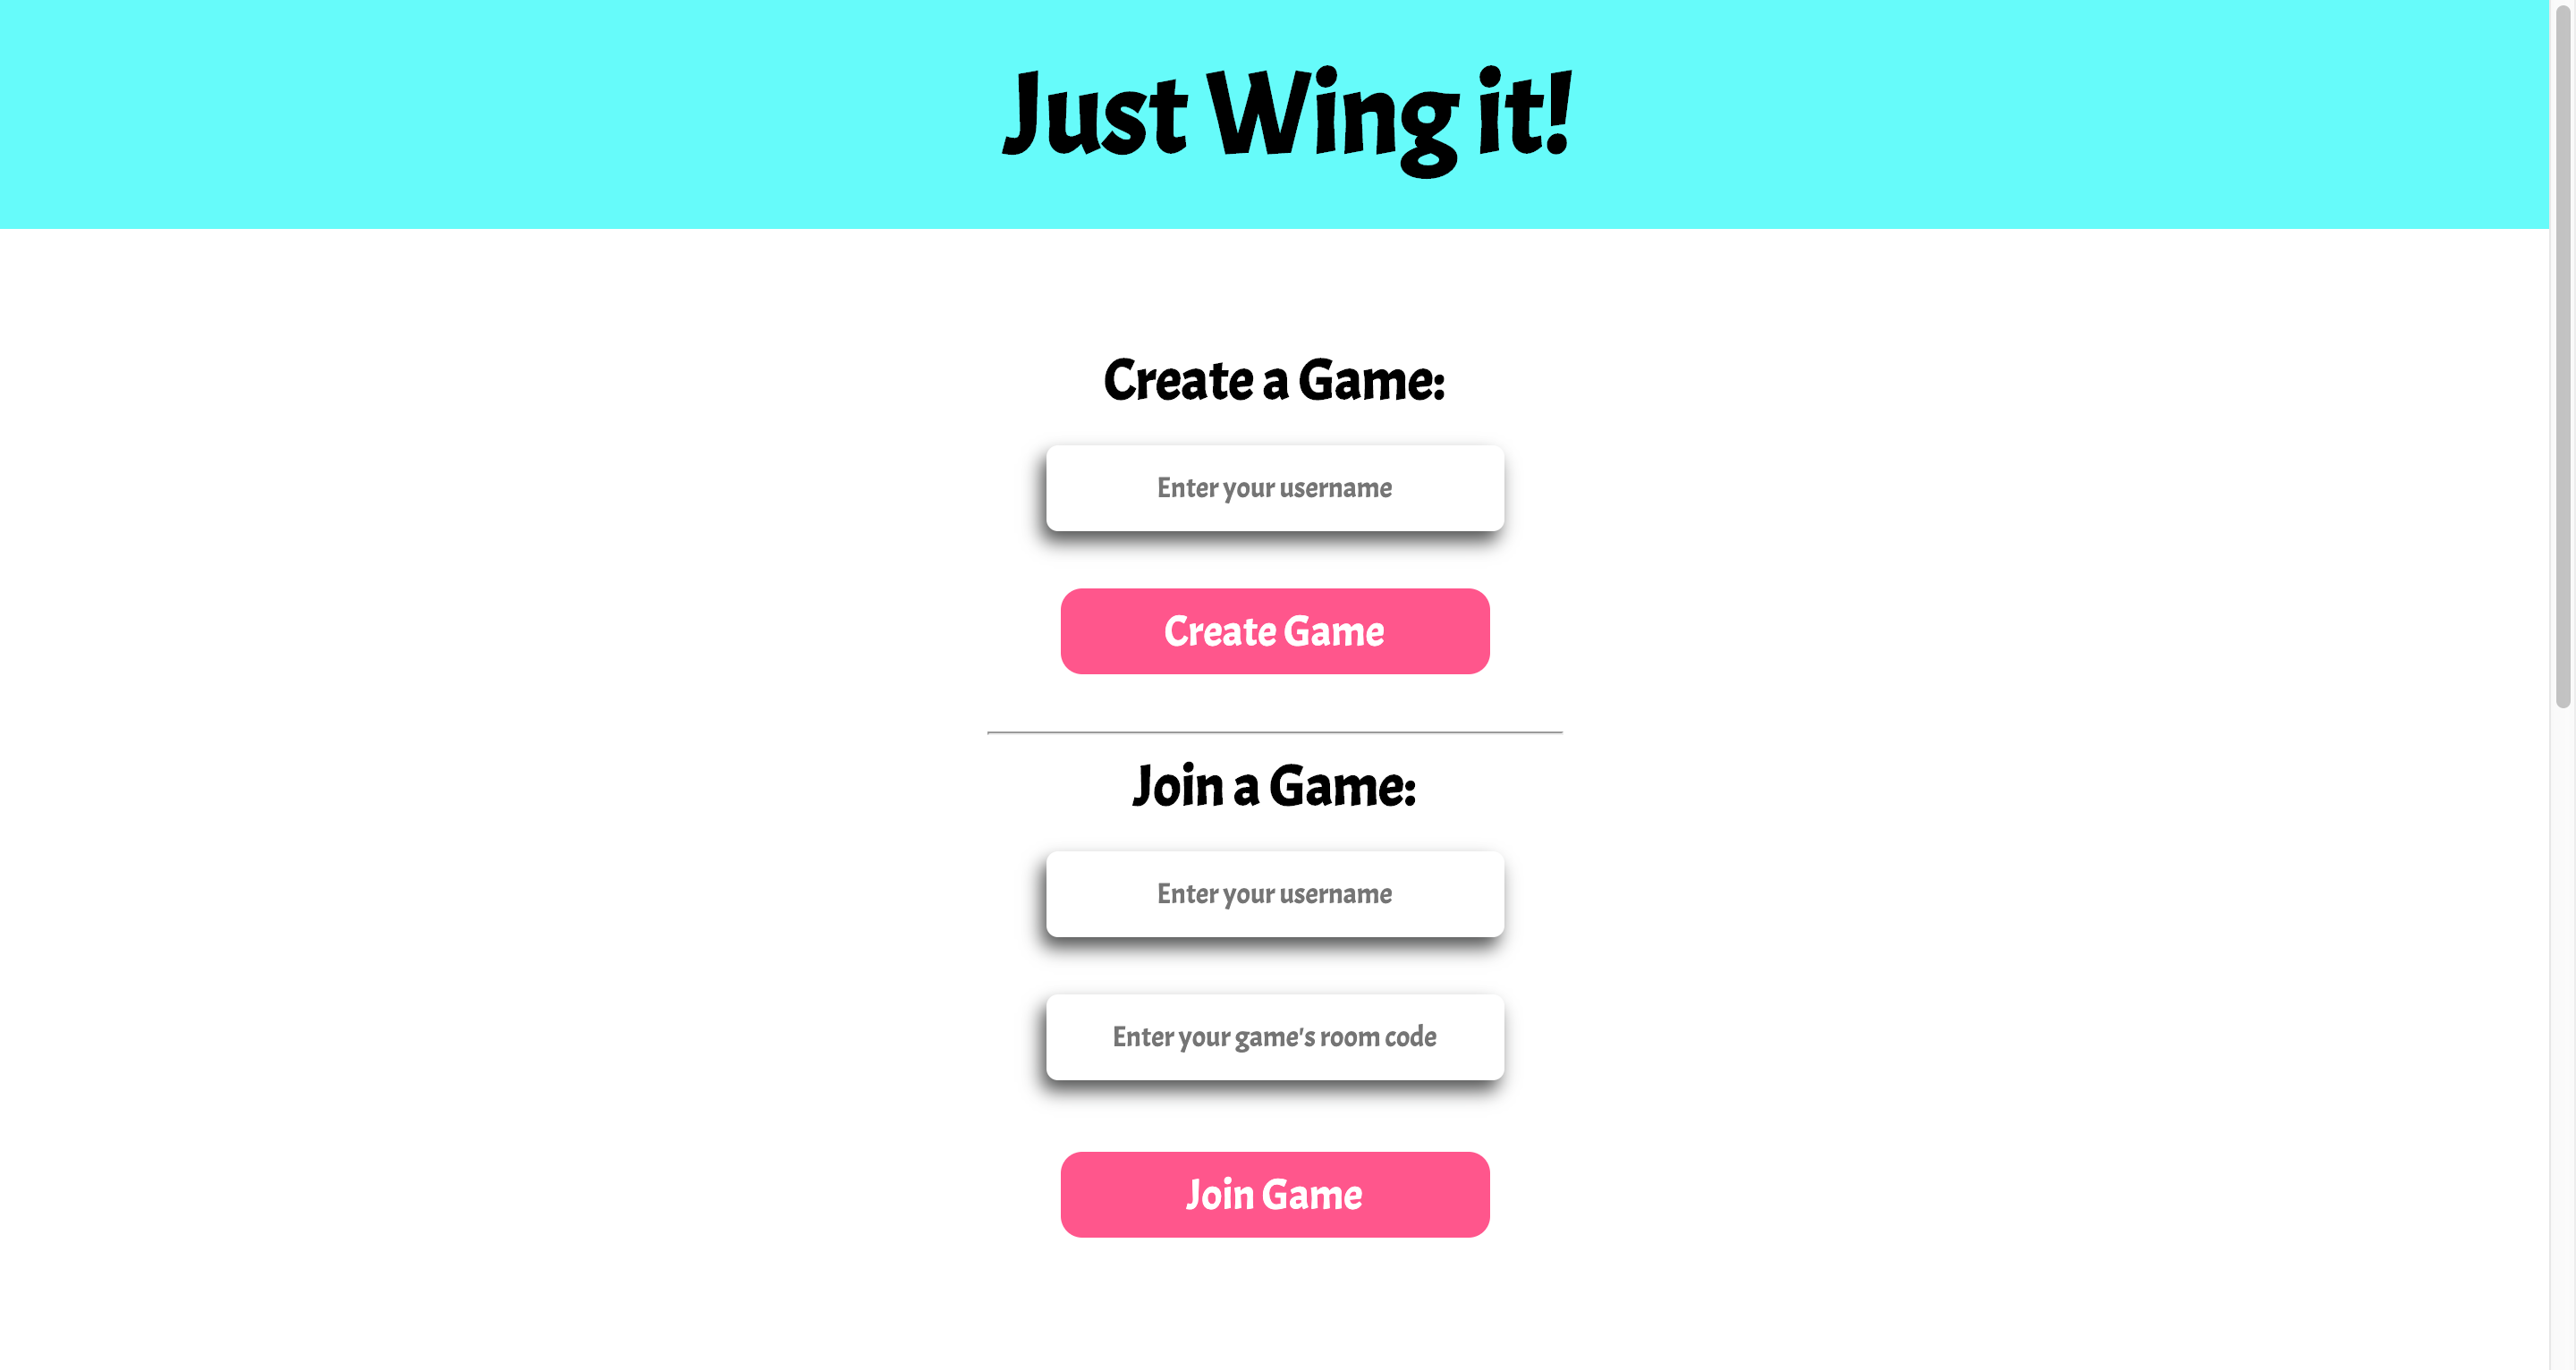 Just Wing it!
Create a Game:
Enter your username
Create Game
Join a Game:
Enter your username
Enter your game's room code
Join Game